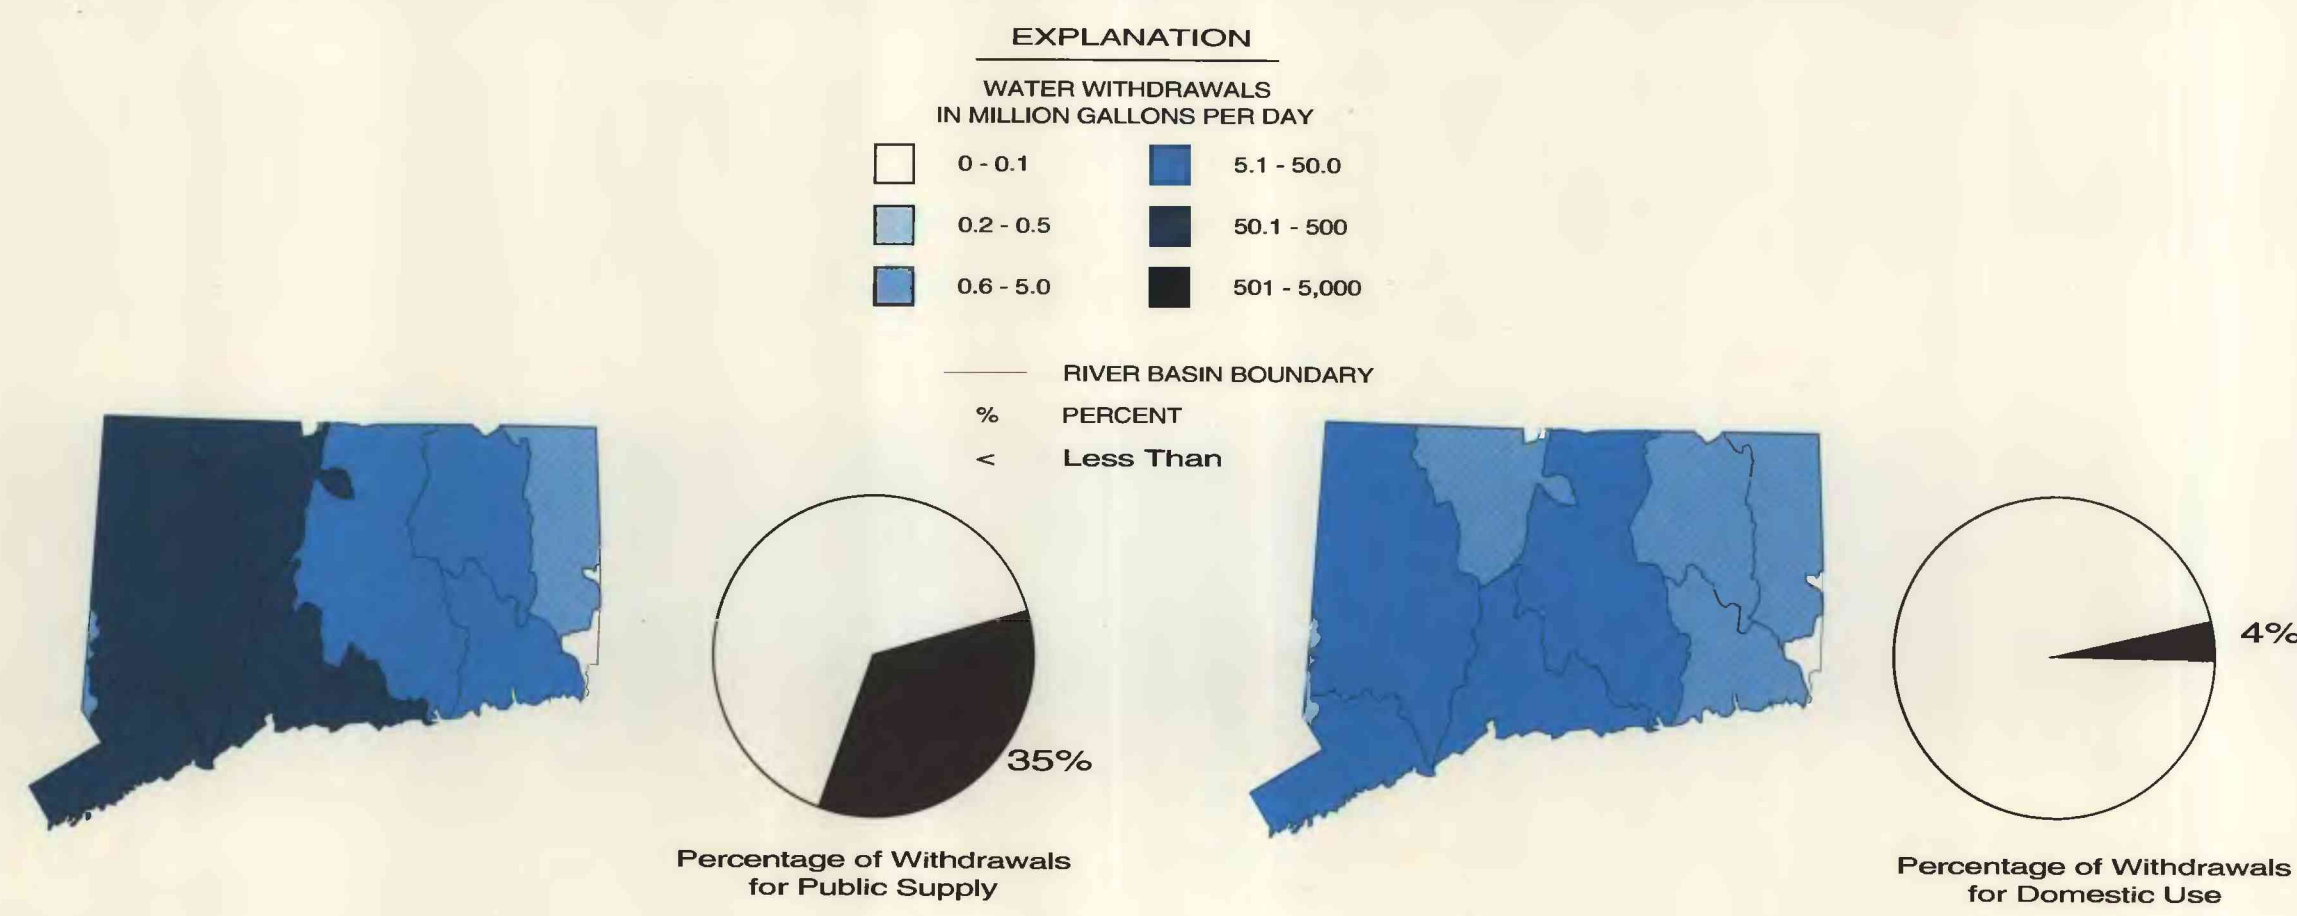 EXPLANATION
WATER WITHDRAWALS
IN MILLION GALLONS PER DAY
0 - 0.1
5.1 - 50.0
0.2 - 0.5
50.1 - 500
0.6 - 5.0
501 - 5,000
RIVER BASIN BOUNDARY
% PERCENT
< Less Than
35%
Percentage of Withdrawals
for Public Supply
4%
Percentage of Withdrawals
for Domestic Use